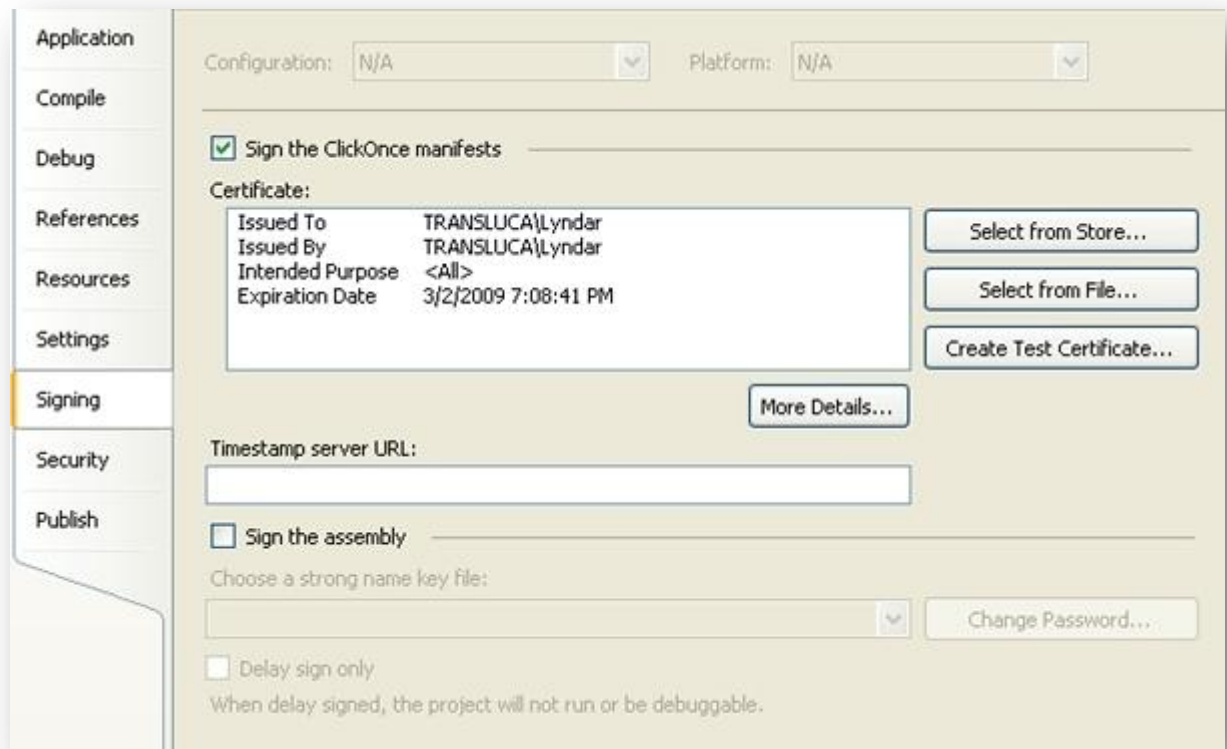 Application
Compile
Debug
References
Resources
Settings
Signing
Security
Publish
Configuration: N/A Platform: N/A
Sign the ClickOnce manifests
Certificate:
Issued To TRANSLUCA\Lyndar
Issued By TRANSLUCA\Lyndar
Intended Purpose <All>
Expiration Date 3/2/2009 7:08:41 PM
Select from Store...
Select from File...
Create Test Certificate...
More Details...
Timestamp server URL:
Sign the assembly
Choose a strong name key file:
Change Password...
Delay sign only
When delay signed, the project will not run or be debuggable.